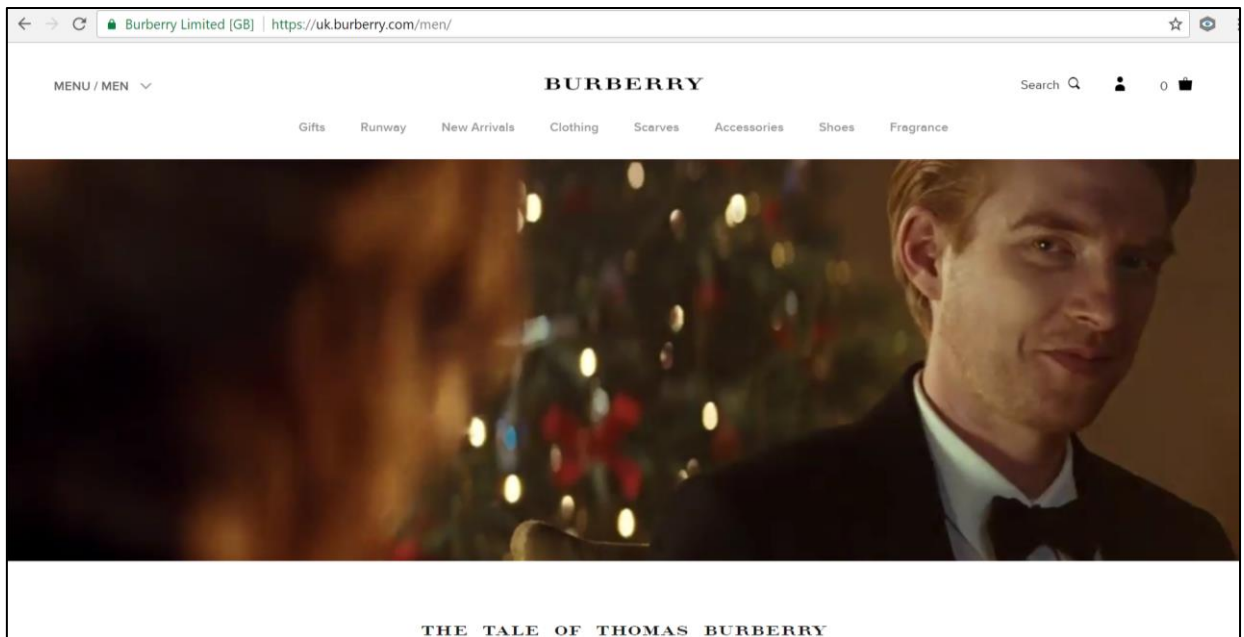 Burberry Limited [GB] https://uk.burberry.com/men/
MENU / MEN
BURBERRY
Search
0
Gifts Runway New Arrivals Clothing Scarves Accessories Shoes Fragrance
THE TALE OF THOMAS BURBERRY